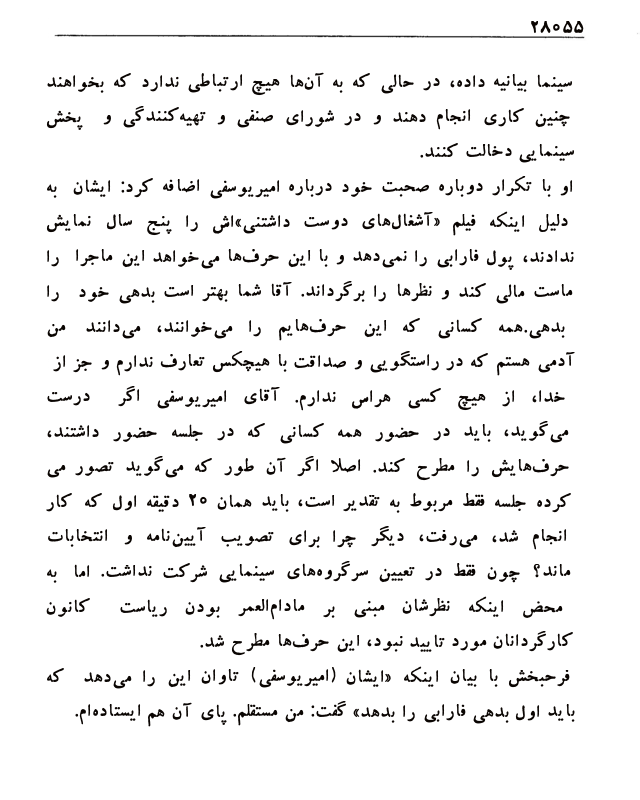 ۲۸۰۵۵
سینما بیانیه داده، در حالی که به آن‌ها هیچ ارتباطی ندارد که بخواهند
چنین کاری انجام دهند و در شورای صنفی و تهیه‌کنندگی و پخش
سینمایی دخالت کنند.
او با تکرار دوباره صحبت خود درباره امیریوسفی اضافه کرد: ایشان به
دلیل اینکه فیلم «آشغال‌های دوست داشتنی»اش را پنج سال نمایش
ندادند، پول فارابی را نمی‌دهد و با این حرف‌ها می‌خواهد این ماجرا را
ماست مالی کند و نظرها را برگرداند. آقا شما بهتر است بدهی خود را
بدهی.همه کسانی که این حرف‌هایم را می‌خوانند، می‌دانند من
آدمی هستم که در راستگویی و صداقت با هیچکس تعارف ندارم و جز از
خدا، از هیچ کسی هراس ندارم. آقای امیریوسفی اگر درست
می‌گوید، باید در حضور همه کسانی که در جلسه حضور داشتند،
حرف‌هایش را مطرح کند. اصلا اگر آن طور که می‌گوید تصور می
کرده جلسه فقط مربوط به تقدیر است، باید همان ۲۰ دقیقه اول که کار
انجام شد، می‌رفت، دیگر چرا برای تصویب آیین‌نامه و انتخابات
ماند؟ چون فقط در تعیین سرگروه‌های سینمایی شرکت نداشت. اما به
محض اینکه نظرشان مبنی بر مادام‌العمر بودن ریاست کانون
کارگردانان مورد تایید نبود، این حرف‌ها مطرح شد.
فرحبخش با بیان اینکه «ایشان (امیریوسفی) تاوان این را می‌دهد که
باید اول بدهی فارابی را بدهد» گفت: من مستقلم. پای آن هم ایستاده‌ام.